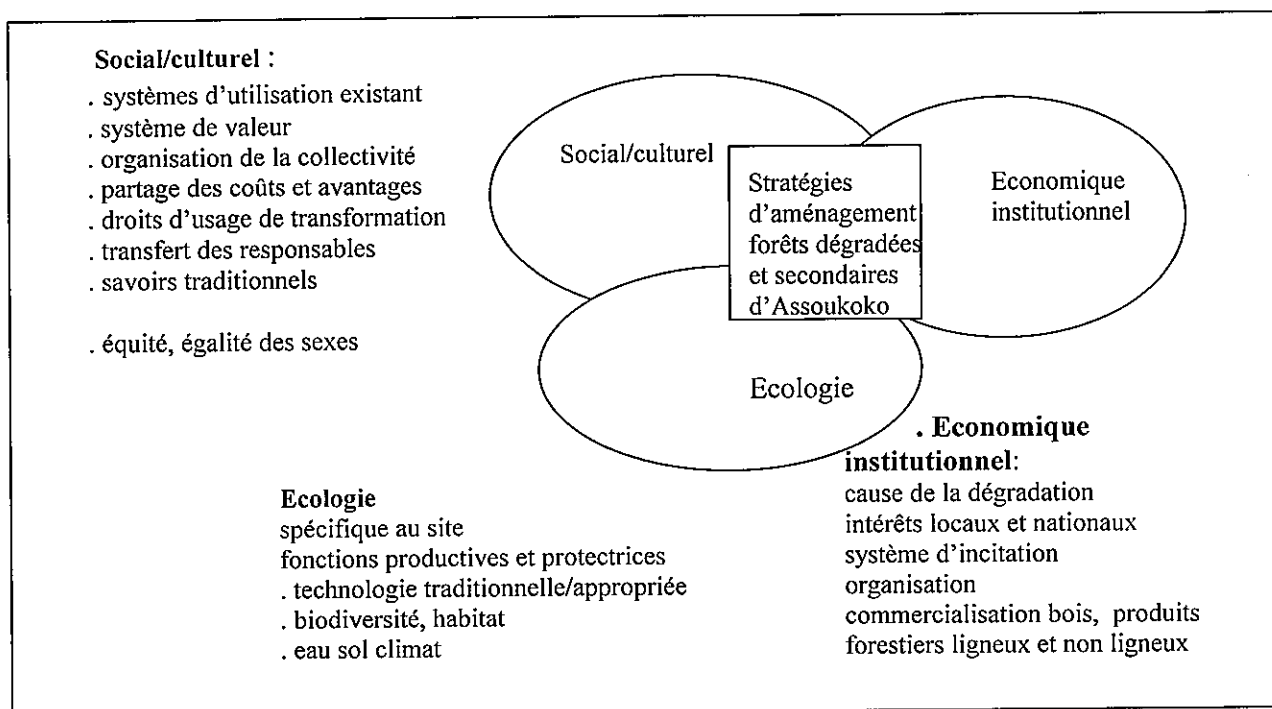 Social/culturel :
. systèmes d'utilisation existant
. système de valeur
. organisation de la collectivité
. partage des coûts et avantages
. droits d'usage de transformation
. transfert des responsables
. savoirs traditionnels
. équité, égalité des sexes
Social/culturel
Stratégies
d'aménagement
forêts dégradées
et secondaires
d'Assoukoko
Economique
institutionnel
Ecologie
Ecologie
spécifique au site
fonctions productives et protectrices
. technologie traditionnelle/appropriée
. biodiversité, habitat
. eau sol climat
. Economique
institutionnel:
cause de la dégradation
intérêts locaux et nationaux
système d'incitation
organisation
commercialisation bois, produits
forestiers ligneux et non ligneux